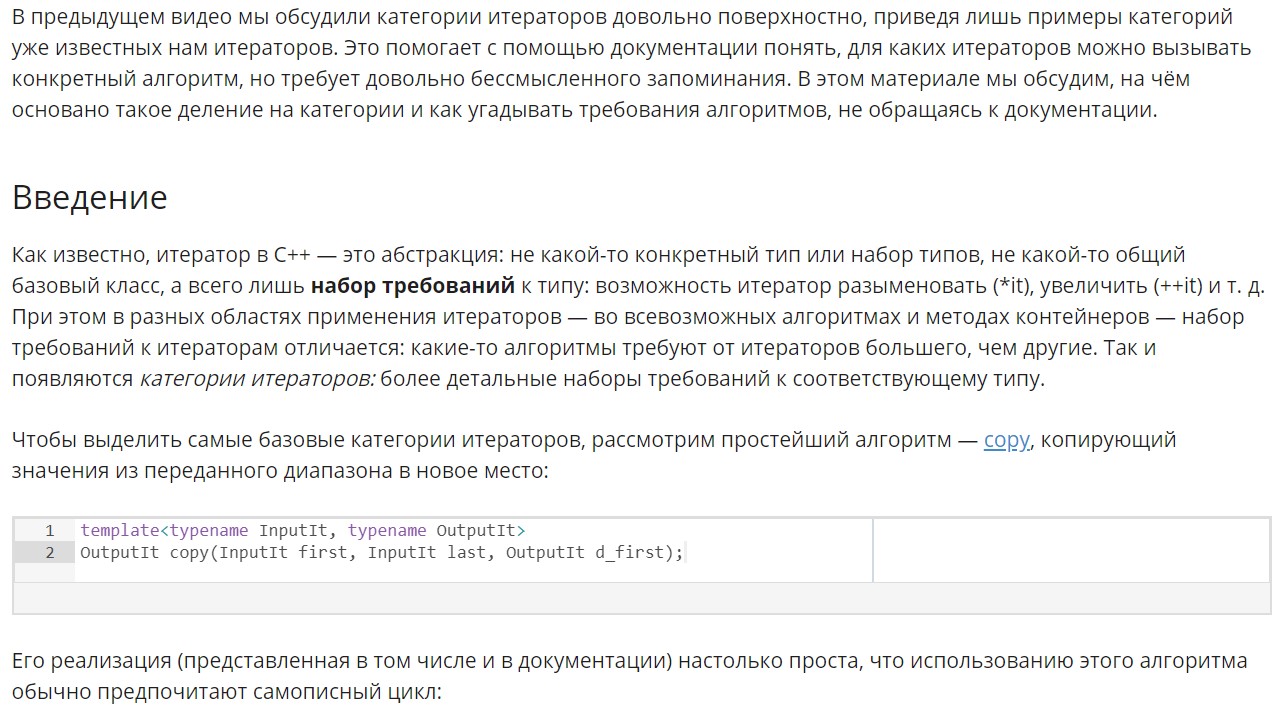 В предыдущем видео мы обсудили категории итераторов довольно поверхностно, приведя лишь примеры категорий
уже известных нам итераторов. Это помогает с помощью документации понять, для каких итераторов можно вызывать
конкретный алгоритм, но требует довольно бессмысленного запоминания. В этом материале мы обсудим, на чём
основано такое деление на категории и как угадывать требования алгоритмов, не обращаясь к документации.
Введение
Как известно, итератор в C++ — это абстракция: не какой-то конкретный тип или набор типов, не какой-то общий
базовый класс, а всего лишь набор требований к типу: возможность итератор разыменовать (*it), увеличить (++it) и т. д.
При этом в разных областях применения итераторов — во всевозможных алгоритмах и методах контейнеров — набор
требований к итераторам отличается: какие-то алгоритмы требуют от итераторов большего, чем другие. Так и
появляются категории итераторов: более детальные наборы требований к соответствующему типу.
Чтобы выделить самые базовые категории итераторов, рассмотрим простейший алгоритм — copy, копирующий
значения из переданного диапазона в новое место:
1 template<typename InputIt, typename OutputIt>
2 OutputIt copy(InputIt first, InputIt last, OutputIt d_first);
Его реализация (представленная в том числе и в документации) настолько проста, что использованию этого алгоритма
обычно предпочитают самописный цикл: